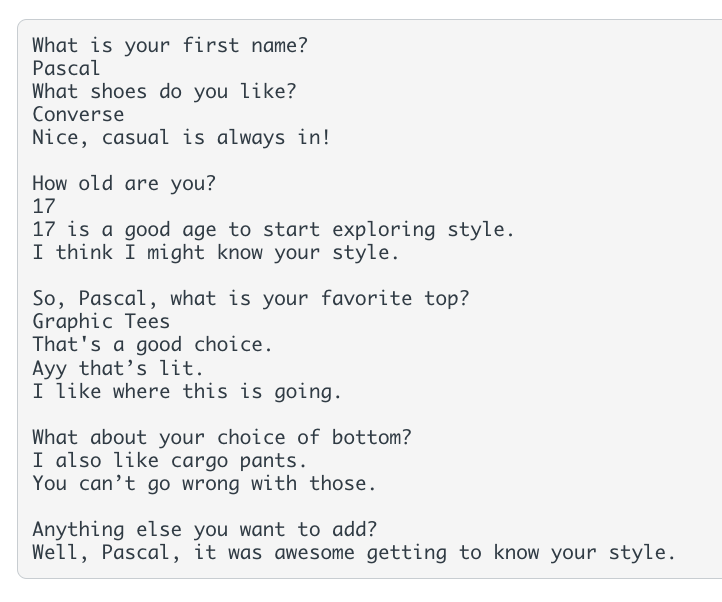 What is your first name?
Pascal
What shoes do you like?
Converse
Nice, casual is always in!
How old are you?
17
17 is a good age to start exploring style.
I think I might know your style.
So, Pascal, what is your favorite top?
Graphic Tees
That's a good choice.
Ayy that’s lit.
I like where this is going.
What about your choice of bottom?
I also like cargo pants.
You can’t go wrong with those.
Anything else you want to add?
Well, Pascal, it was awesome getting to know your style.